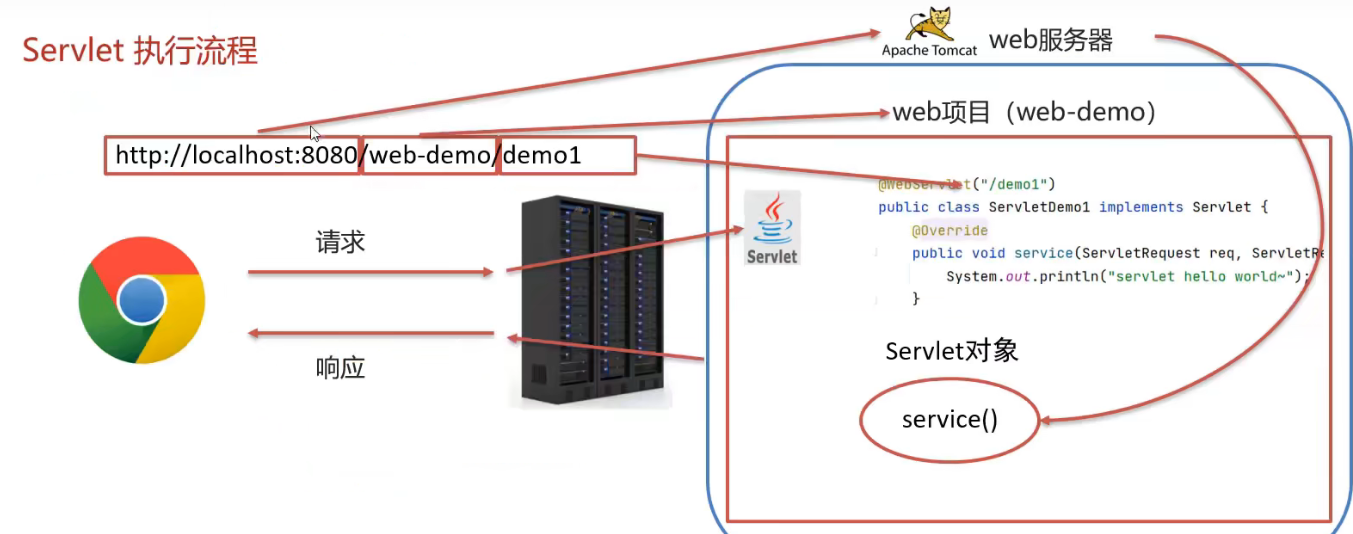 Servlet 执行流程
APACHE TOMCAT web服务器
web项目（web-demo）
http://localhost:8080/web-demo/demo1
@WebServlet("/demo1")
public class ServletDemo1 implements Servlet {
@Override
public void service(ServletRequest req, ServletRe
System.out.println("servlet hello world~");
}
请求
Servlet
响应
Servlet对象
service()